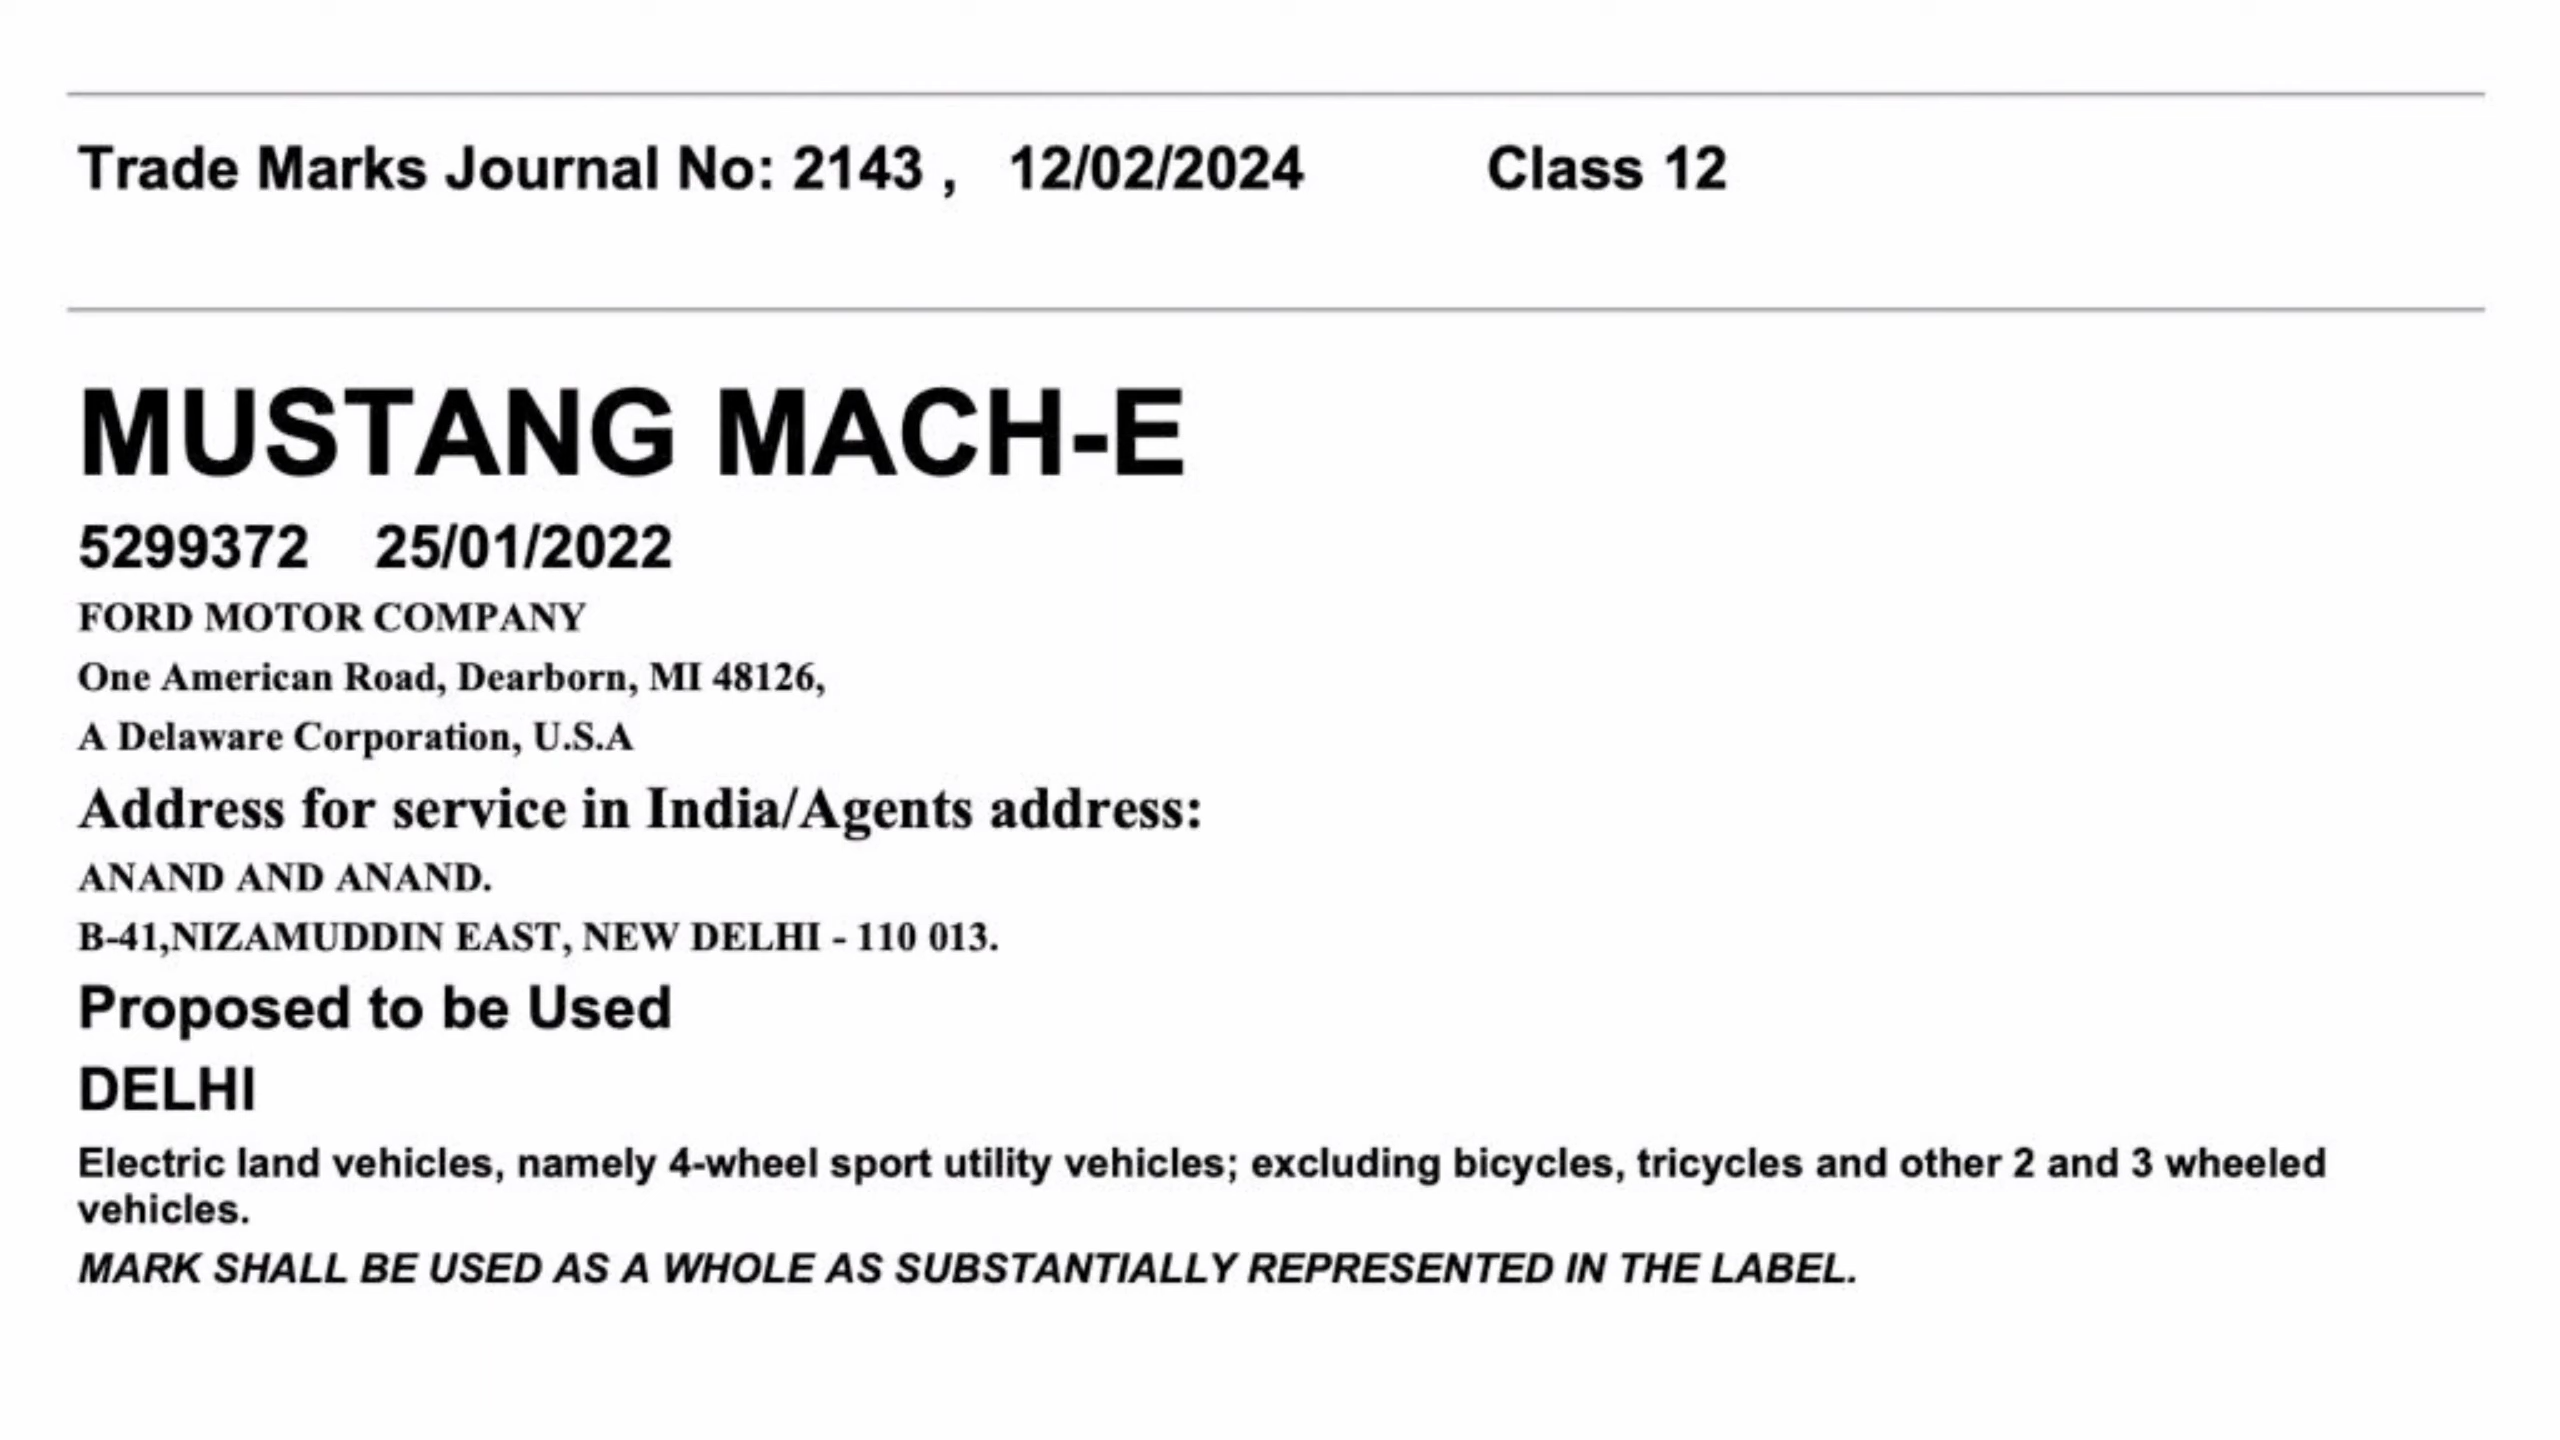 Trade Marks Journal No: 2143 , 12/02/2024 Class 12
MUSTANG MACH-E
5299372 25/01/2022
FORD MOTOR COMPANY
One American Road, Dearborn, MI 48126,
A Delaware Corporation, U.S.A
Address for service in India/Agents address:
ANAND AND ANAND.
B-41,NIZAMUDDIN EAST, NEW DELHI - 110 013.
Proposed to be Used
DELHI
Electric land vehicles, namely 4-wheel sport utility vehicles; excluding bicycles, tricycles and other 2 and 3 wheeled
vehicles.
MARK SHALL BE USED AS A WHOLE AS SUBSTANTIALLY REPRESENTED IN THE LABEL.